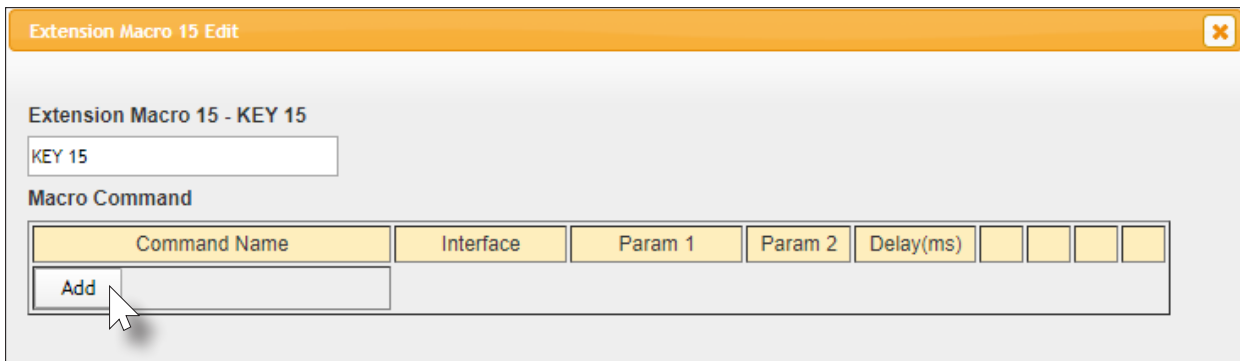 Extension Macro 15 Edit
Extension Macro 15 - KEY 15
KEY 15
Macro Command
Command Name Interface Param 1 Param 2 Delay(ms)
Add